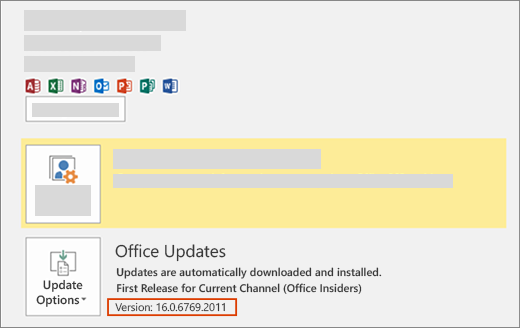 A X N O P P W
Office Updates
Updates are automatically downloaded and installed.
First Release for Current Channel (Office Insiders)
Version: 16.0.6769.2011
Update
Options